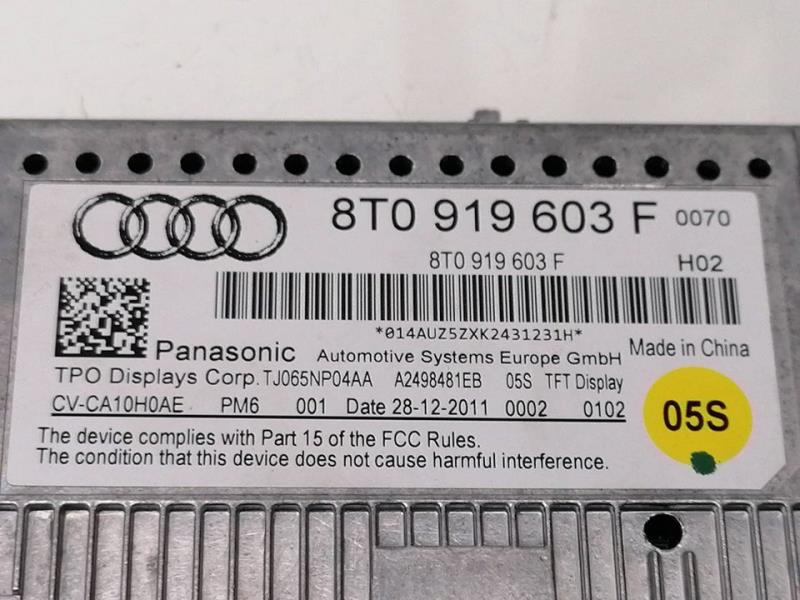 8T0 919 603 F 0070
8T0 919 603 F H02
*014AUZ5ZXK2431231H*
Panasonic Automotive Systems Europe GmbH Made in China
TPO Displays Corp. TJ065NP04AA A2498481EB 05S TFT Display
CV-CA10H0AE PM6 001 Date 28-12-2011 0002 0102
05S
The device complies with Part 15 of the FCC Rules.
The condition that this device does not cause harmful interference.